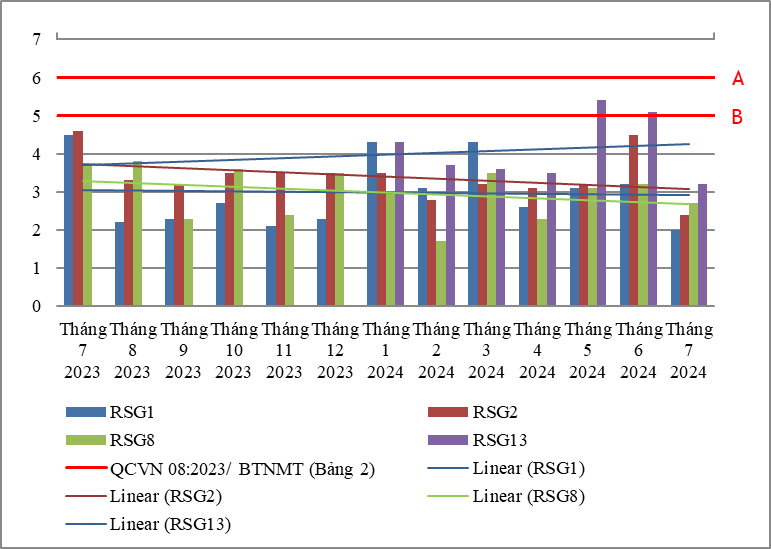 7
6
A
5
B
4
3
2
1
0
Tháng Tháng Tháng Tháng Tháng Tháng Tháng Tháng Tháng Tháng Tháng Tháng Tháng
7 8 9 10 11 12 1 2 3 4 5 6 7
2023 2023 2023 2023 2023 2023 2024 2024 2024 2024 2024 2024 2024
RSG1 RSG2
RSG8 RSG13
QCVN 08:2023/ BTNMT (Bảng 2) Linear (RSG1)
Linear (RSG2) Linear (RSG8)
Linear (RSG13)